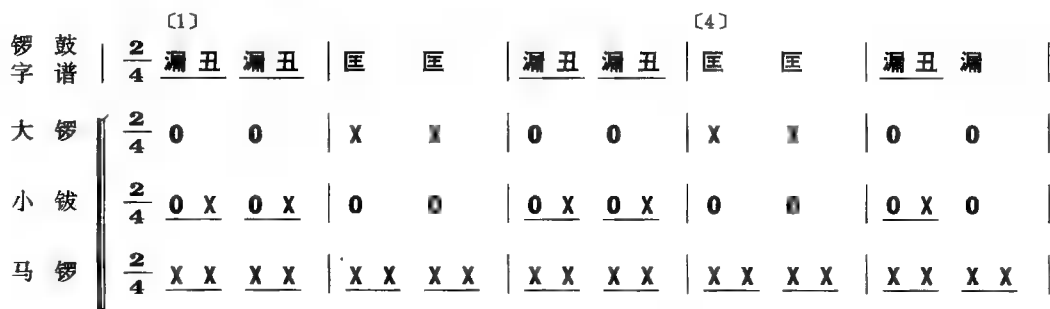 〔1〕 〔4〕
锣鼓字谱 | 2/4 漏丑 漏丑 | 匡 匡 | 漏丑 漏丑 | 匡 匡 | 漏丑 漏 |
大锣 2/4 0 0 | X X | 0 0 | X X | 0 0 |
小钹 2/4 0 X 0 X | 0 0 | 0 X 0 X | 0 0 | 0 X 0 |
马锣 2/4 X X X X | X X X X | X X X X | X X X X | X X X X |